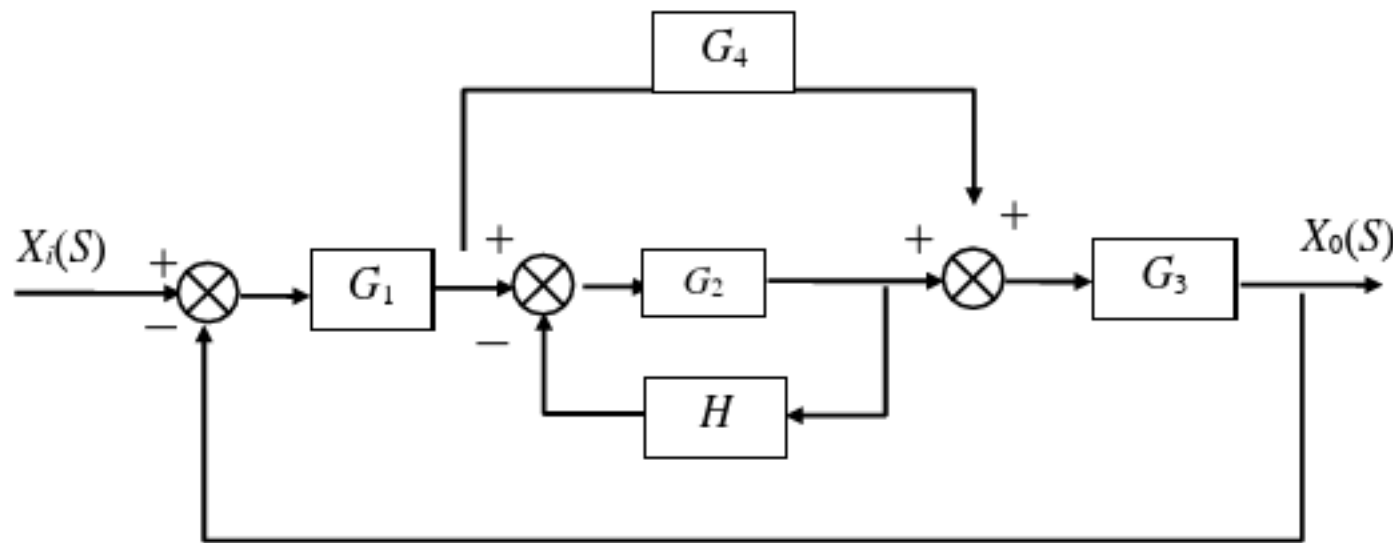 G₄
Xᵢ(S)
+
−
G₁
+
−
G₂
+
+
G₃
X₀(S)
H